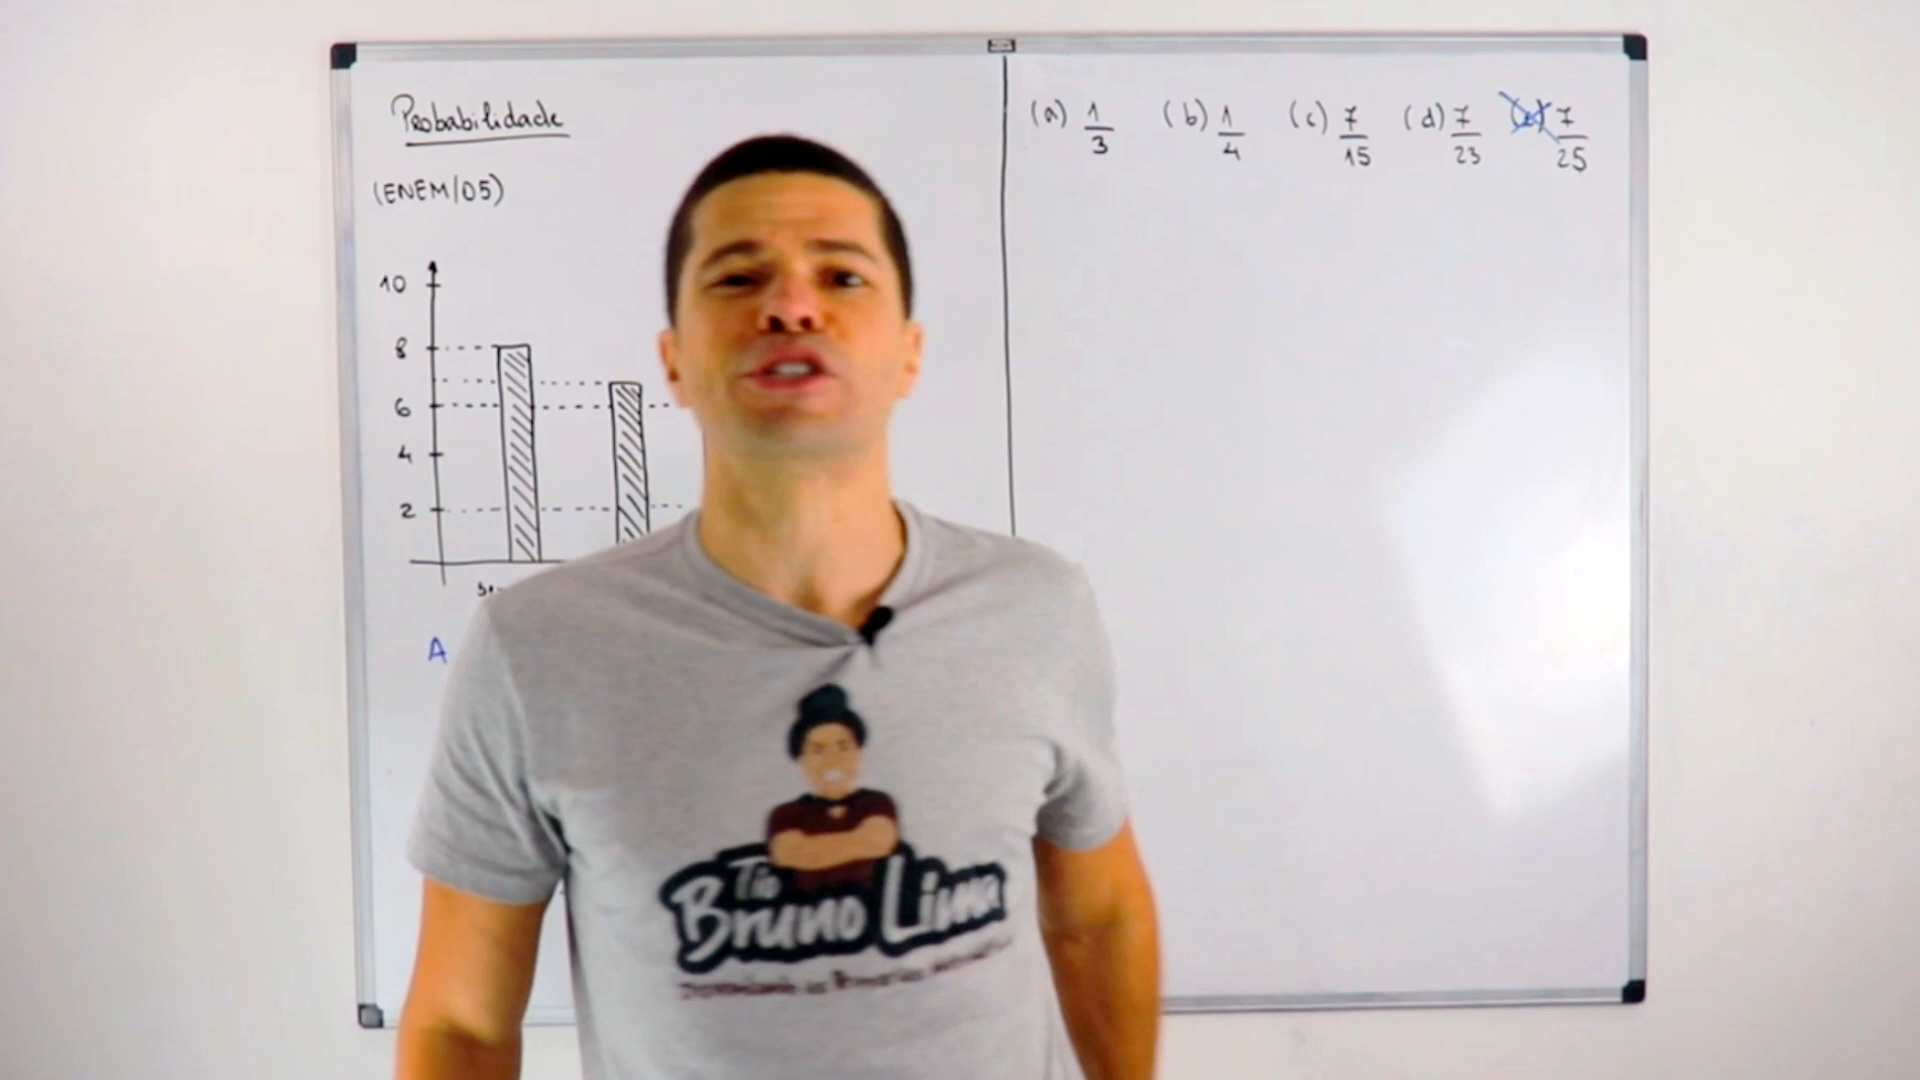 Probabilidade
(ENEM/05)
10
8
6
4
2
A
(a) 1/3 (b) 1/4 (c) 7/15 (d) 7/23 (e) 7/25
Tio
Bruno Lima